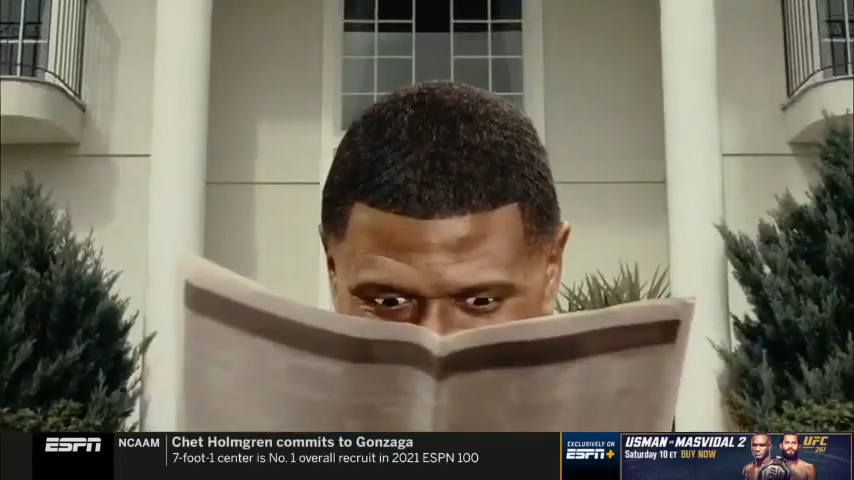 ESPN
NCAAM
Chet Holmgren commits to Gonzaga
7-foot-1 center is No. 1 overall recruit in 2021 ESPN 100
EXCLUSIVELY ON
ESPN+
USMAN MASVIDAL 2
Saturday 10 ET BUY NOW
UFC
261